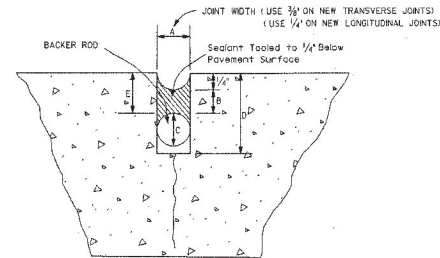 JOINT WIDTH ( USE 3/8" ON NEW TRANSVERSE JOINTS)
(USE 1/4" ON NEW LONGITUDINAL JOINTS)
A
BACKER ROD
Sealant Tooled to 1/4" Below
Pavement Surface
1/4"
E
B
D
C